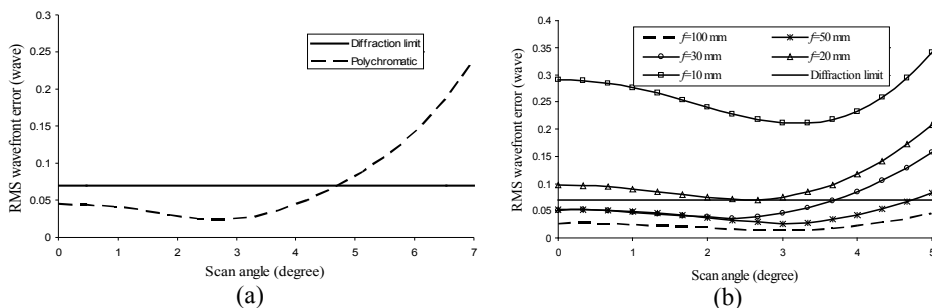 0.3
0.25
0.2
0.15
0.1
0.05
0
RMS wavefront error (wave)
Diffraction limit
Polychromatic
0 1 2 3 4 5 6 7
Scan angle (degree)
(a)
0.4
0.35
0.3
0.25
0.2
0.15
0.1
0.05
0
RMS wavefront error (wave)
f=100 mm
f=50 mm
f=30 mm
f=20 mm
f=10 mm
Diffraction limit
0 1 2 3 4 5
Scan angle (degree)
(b)